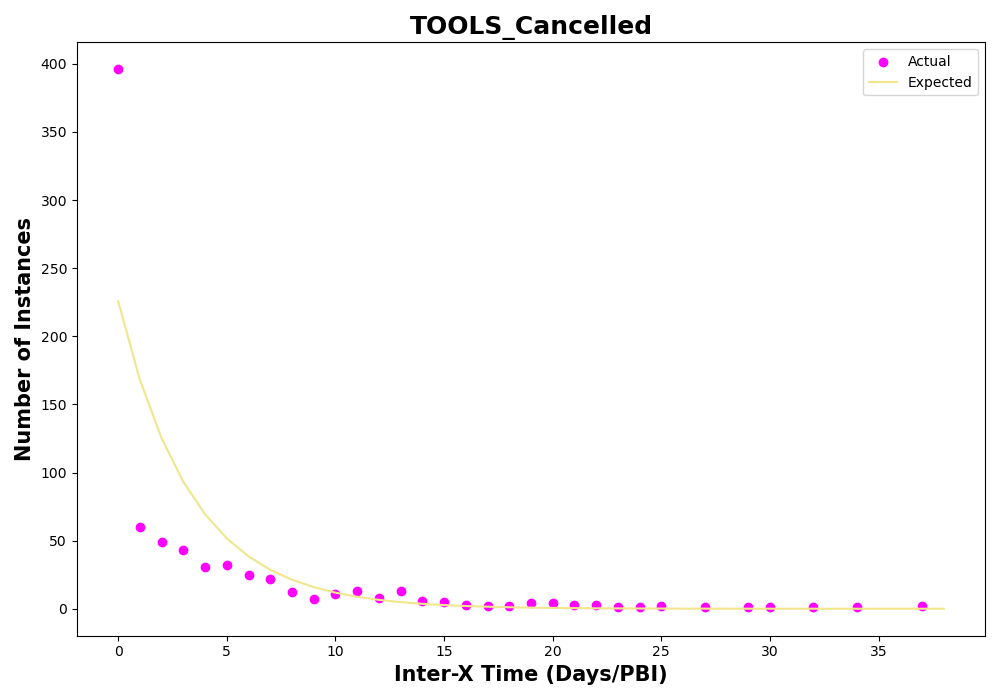 TOOLS_Cancelled
Actual
Expected
400
350
300
250
200
150
100
50
0
Number of Instances
0 5 10 15 20 25 30 35
Inter-X Time (Days/PBI)